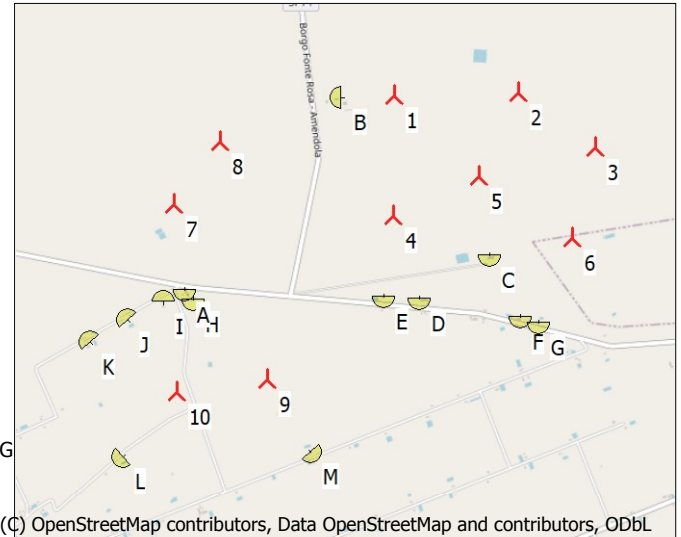 Borgo Fonte Rosa - Amendola
B
1
2
3
8
5
7
4
6
C
A
I
H
E
D
J
F
G
K
9
10
G
L
M
(C) OpenStreetMap contributors, Data OpenStreetMap and contributors, ODbL